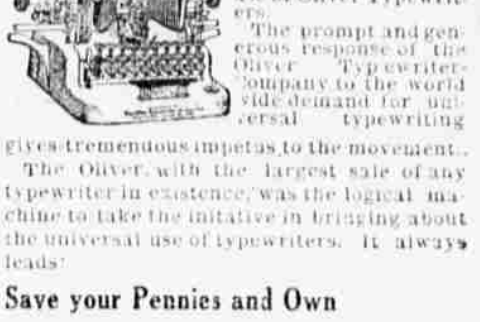 ers.
The prompt and gen-
erous response of the
Oliver Typewriter-
Company to the world
wide demand for uni-
versal typewriting
gives tremendous impetus to the movement.
The Oliver, with the largest sale of any
typewriter in existence, was the logical ma-
chine to take the initative in bringing about
the universal use of typewriters. It always
leads!
Save your Pennies and Own